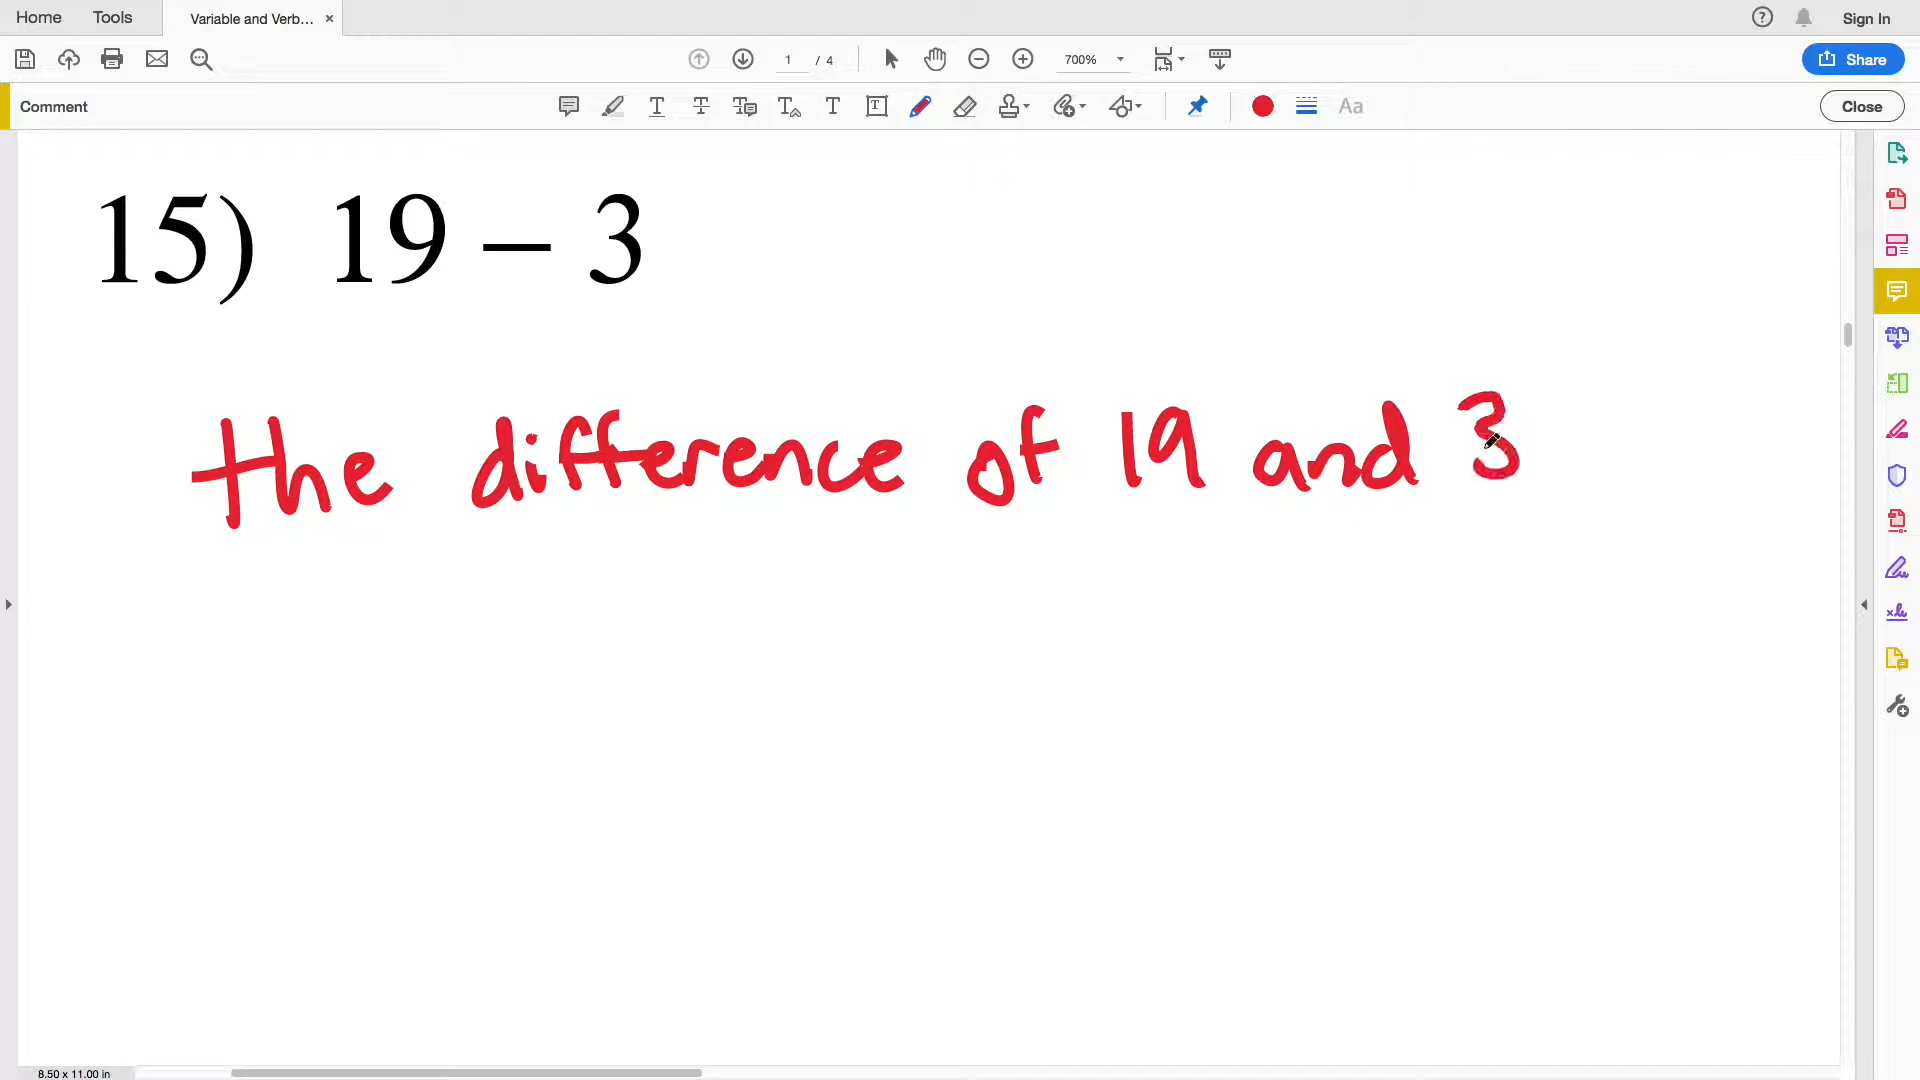 Home Tools Variable and Verb... × Sign In
1 / 4 700% Share
Comment Aa Close
15) 19 – 3
the difference of 19 and 3
8.50 x 11.00 in